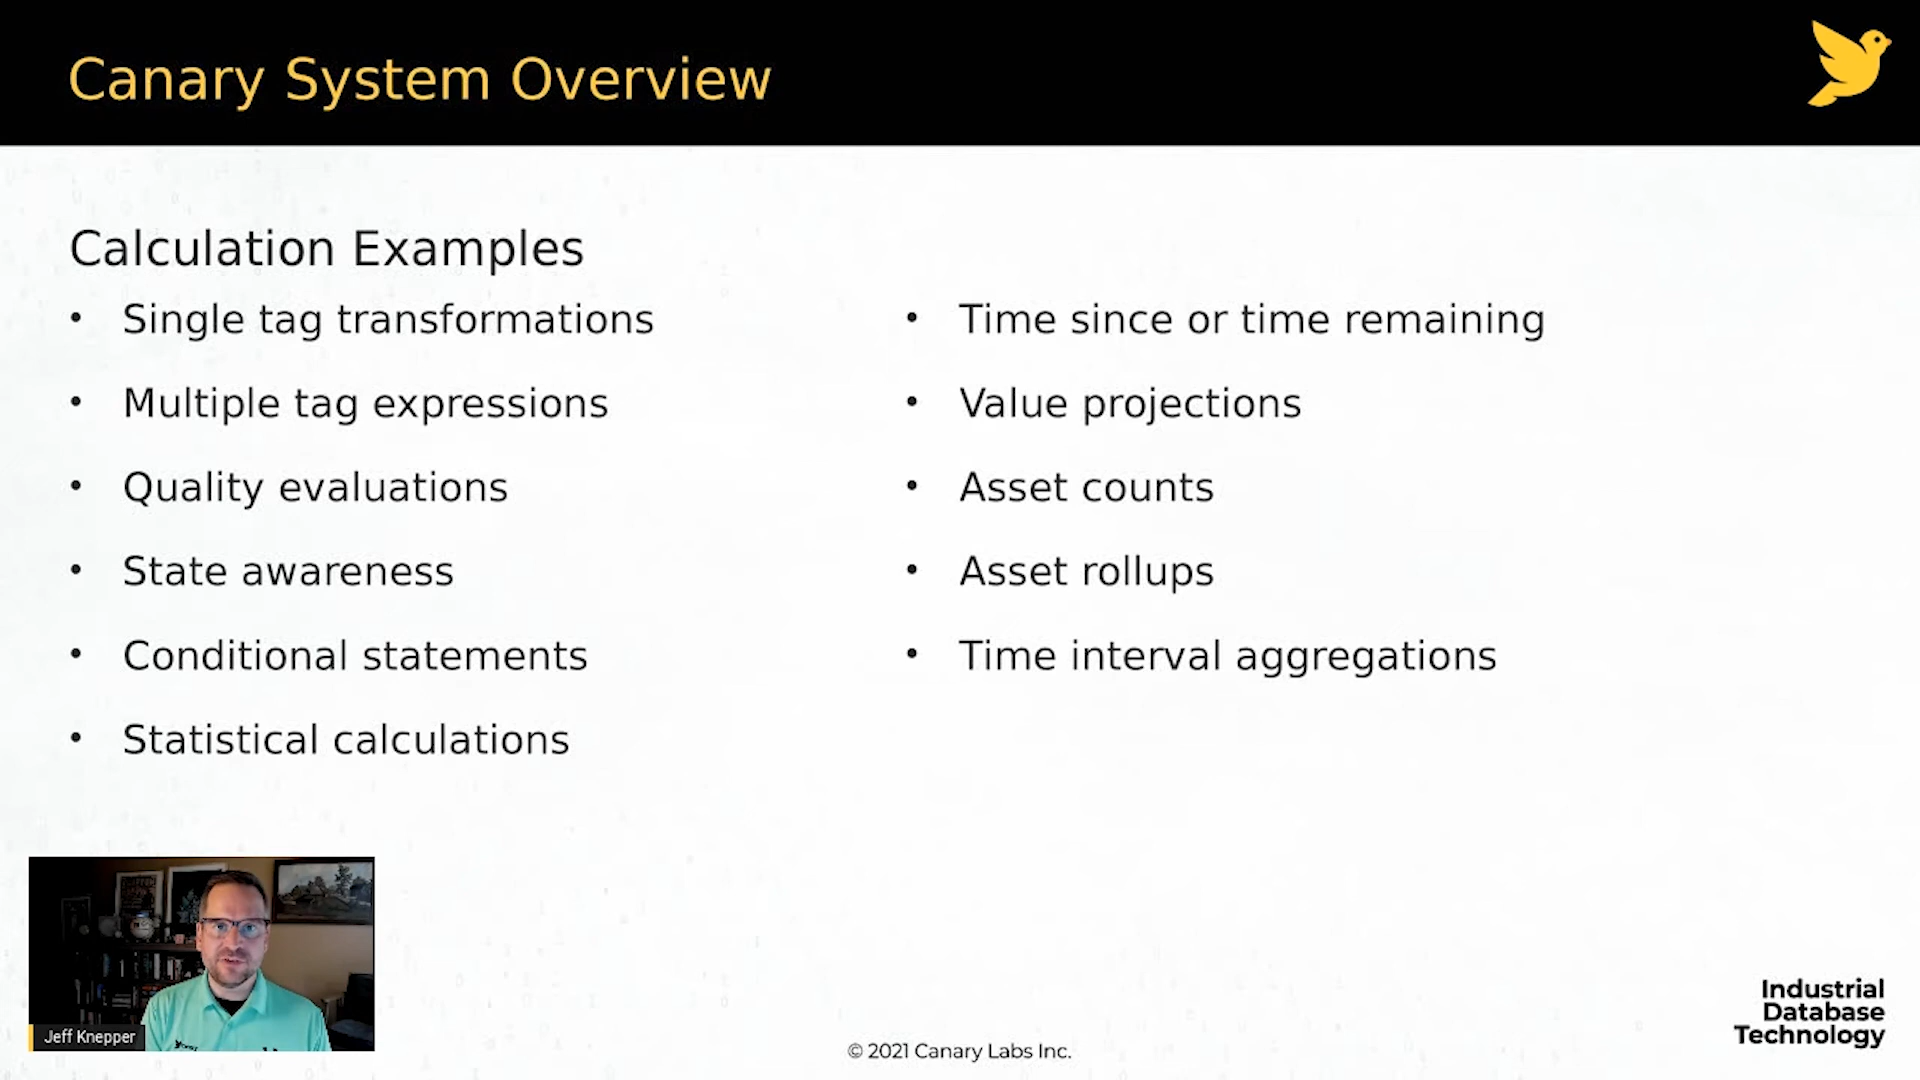 Canary System Overview
Calculation Examples
• Single tag transformations
• Multiple tag expressions
• Quality evaluations
• State awareness
• Conditional statements
• Statistical calculations
• Time since or time remaining
• Value projections
• Asset counts
• Asset rollups
• Time interval aggregations
Jeff Knepper
© 2021 Canary Labs Inc.
Industrial
Database
Technology